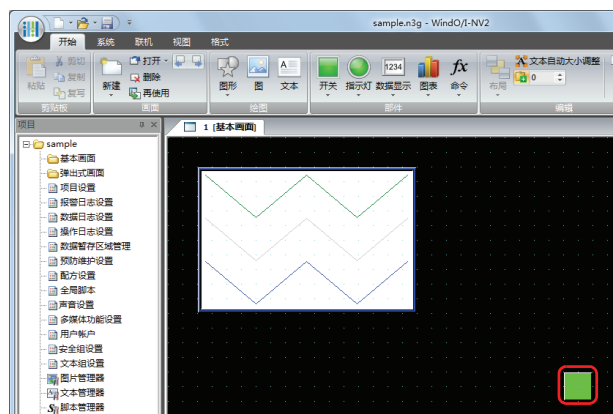 sample.n3g - WindO/I-NV2
开始 系统 联机 视图 格式
粘贴 剪切 复制 复写 剪贴板
新建 打开 删除 再使用 画面
图形 图 文本 绘图
1234 fx
开关 指示灯 数据显示 图表 命令 部件
布局 文本自动大小调整 0 编辑
项目
1 [基本画面]
sample
基本画面
弹出式画面
项目设置
报警日志设置
数据日志设置
操作日志设置
数据暂存区域管理
预防维护设置
配方设置
全局脚本
声音设置
多媒体功能设置
用户帐户
安全组设置
文本组设置
图片管理器
文本管理器
脚本管理器